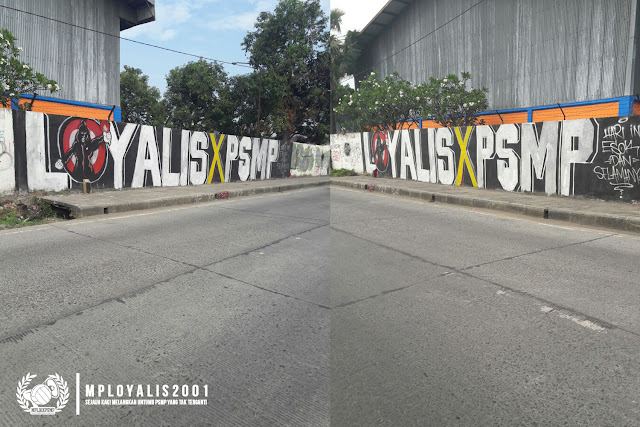 LOYALIS X PSMP
LOYALIS X PSMP
HARI INI
ESOK
DAN
SELAMANYA
MPLOYALIS2001
SEJAUH KAKI MELANGKAH UNTUKMU PSMP YANG TAK TERGANTI